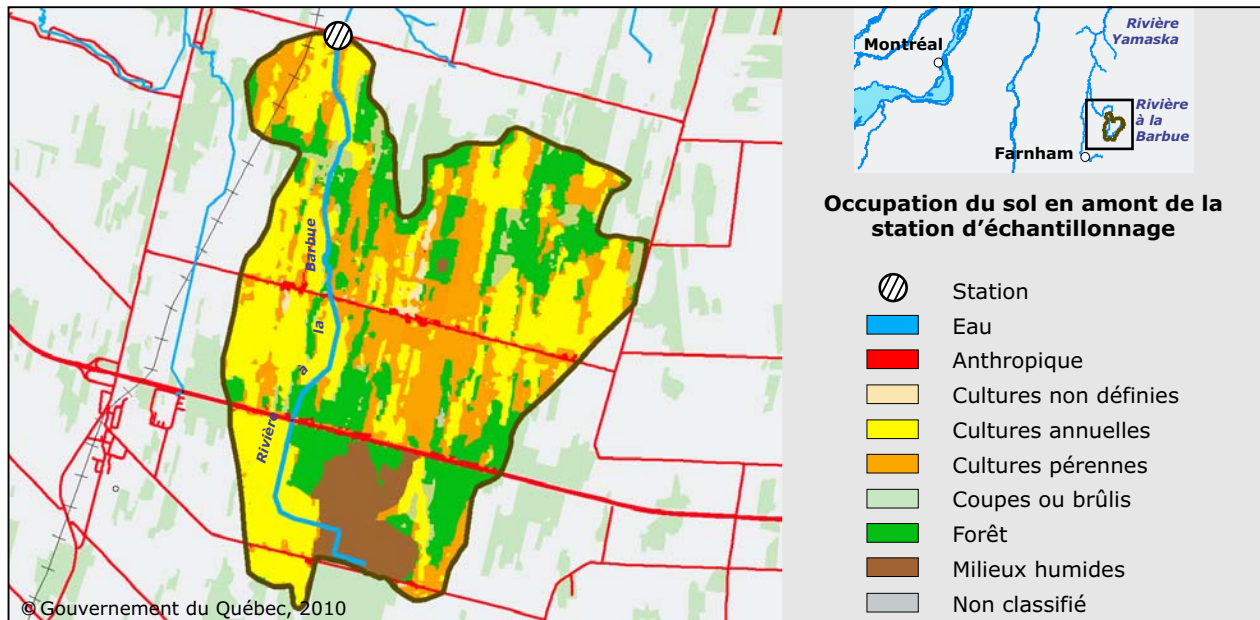 Rivière
à
la
Barbue
© Gouvernement du Québec, 2010
Montréal
Rivière
Yamaska
Rivière
à la
Barbue
Farnham
Occupation du sol en amont de la
station d'échantillonnage
Station
Eau
Anthropique
Cultures non définies
Cultures annuelles
Cultures pérennes
Coupes ou brûlis
Forêt
Milieux humides
Non classifié